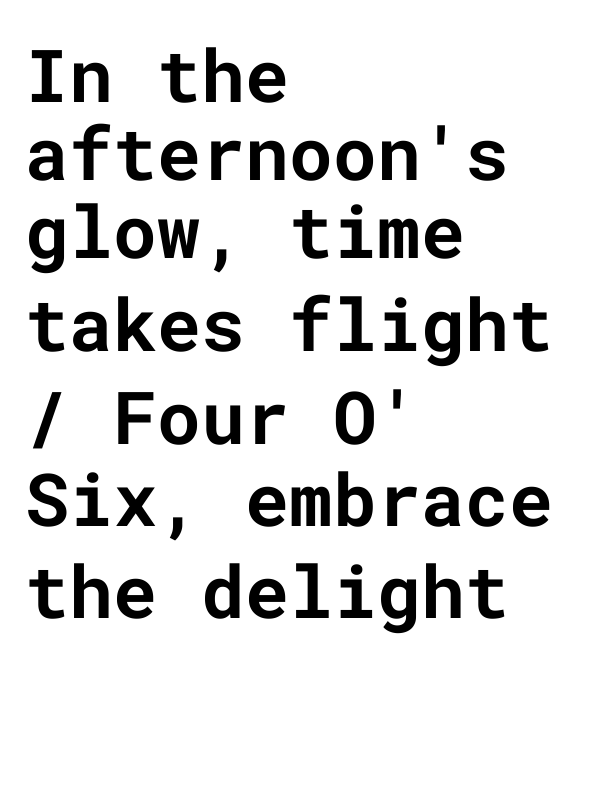 In the
afternoon's
glow, time
takes flight
/ Four O'
Six, embrace
the delight